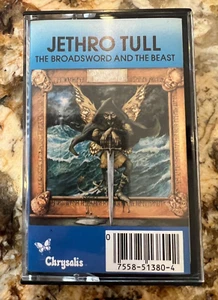 JETHRO TULL
THE BROADSWORD AND THE BEAST
Chrysalis
0
7558-51380-4